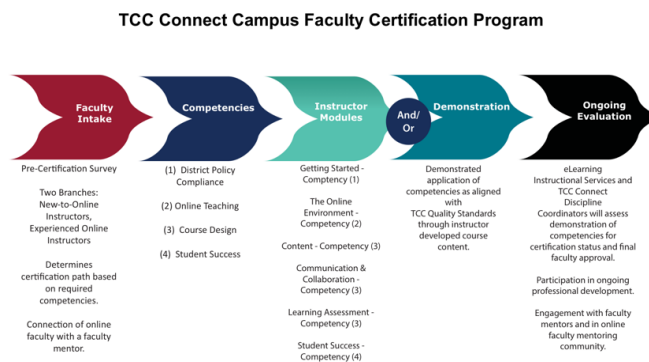 TCC Connect Campus Faculty Certification Program
Faculty
Intake
Competencies
Instructor
Modules
And/
Or
Demonstration
Ongoing
Evaluation
Pre-Certification Survey
Two Branches:
New-to-Online
Instructors,
Experienced Online
Instructors
Determines
certification path based
on required
competencies.
Connection of online
faculty with a faculty
mentor.
(1) District Policy
Compliance
(2) Online Teaching
(3) Course Design
(4) Student Success
Getting Started -
Comptency (1)
The Online
Environment -
Competency (2)
Content - Competency (3)
Communication &
Collaboration -
Competency (3)
Learning Assessment -
Competency (3)
Student Success -
Competency (4)
Demonstrated
application of
competencies as aligned
with
TCC Quality Standards
through instructor
developed course
content.
eLearning
Instructional Services and
TCC Connect
Discipline
Coordinators will assess
demonstration of
competencies for
certification status and final
faculty approval.
Participation in ongoing
professional development.
Engagement with faculty
mentors and in online
faculty mentoring
community.